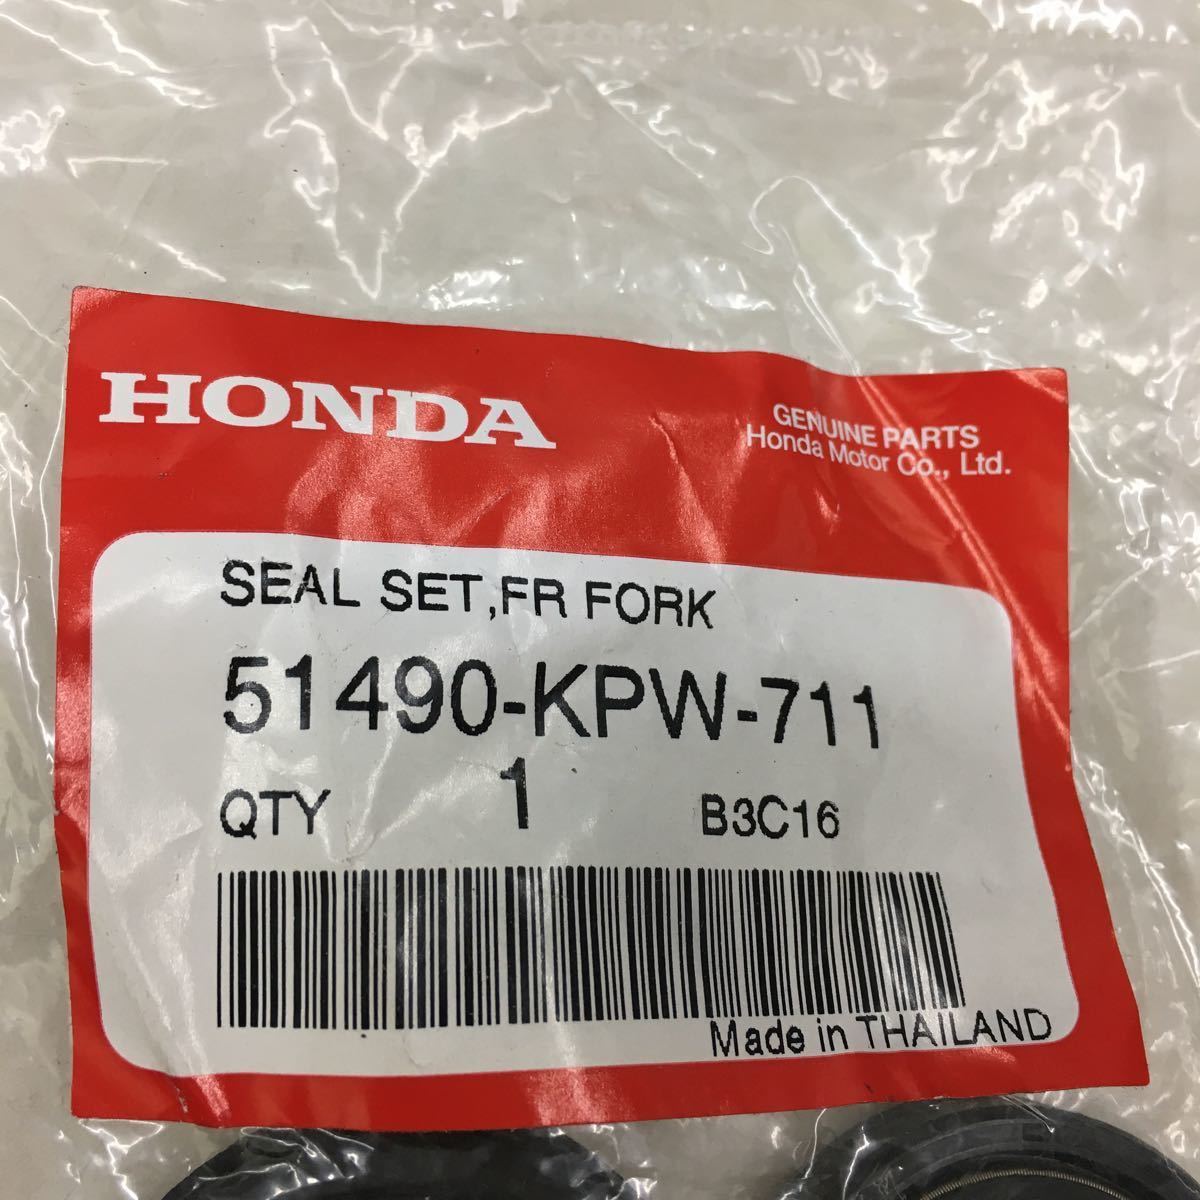 HONDA
GENUINE PARTS
Honda Motor Co., Ltd.
SEAL SET,FR FORK
51490-KPW-711
QTY 1 B3C16
Made in THAILAND